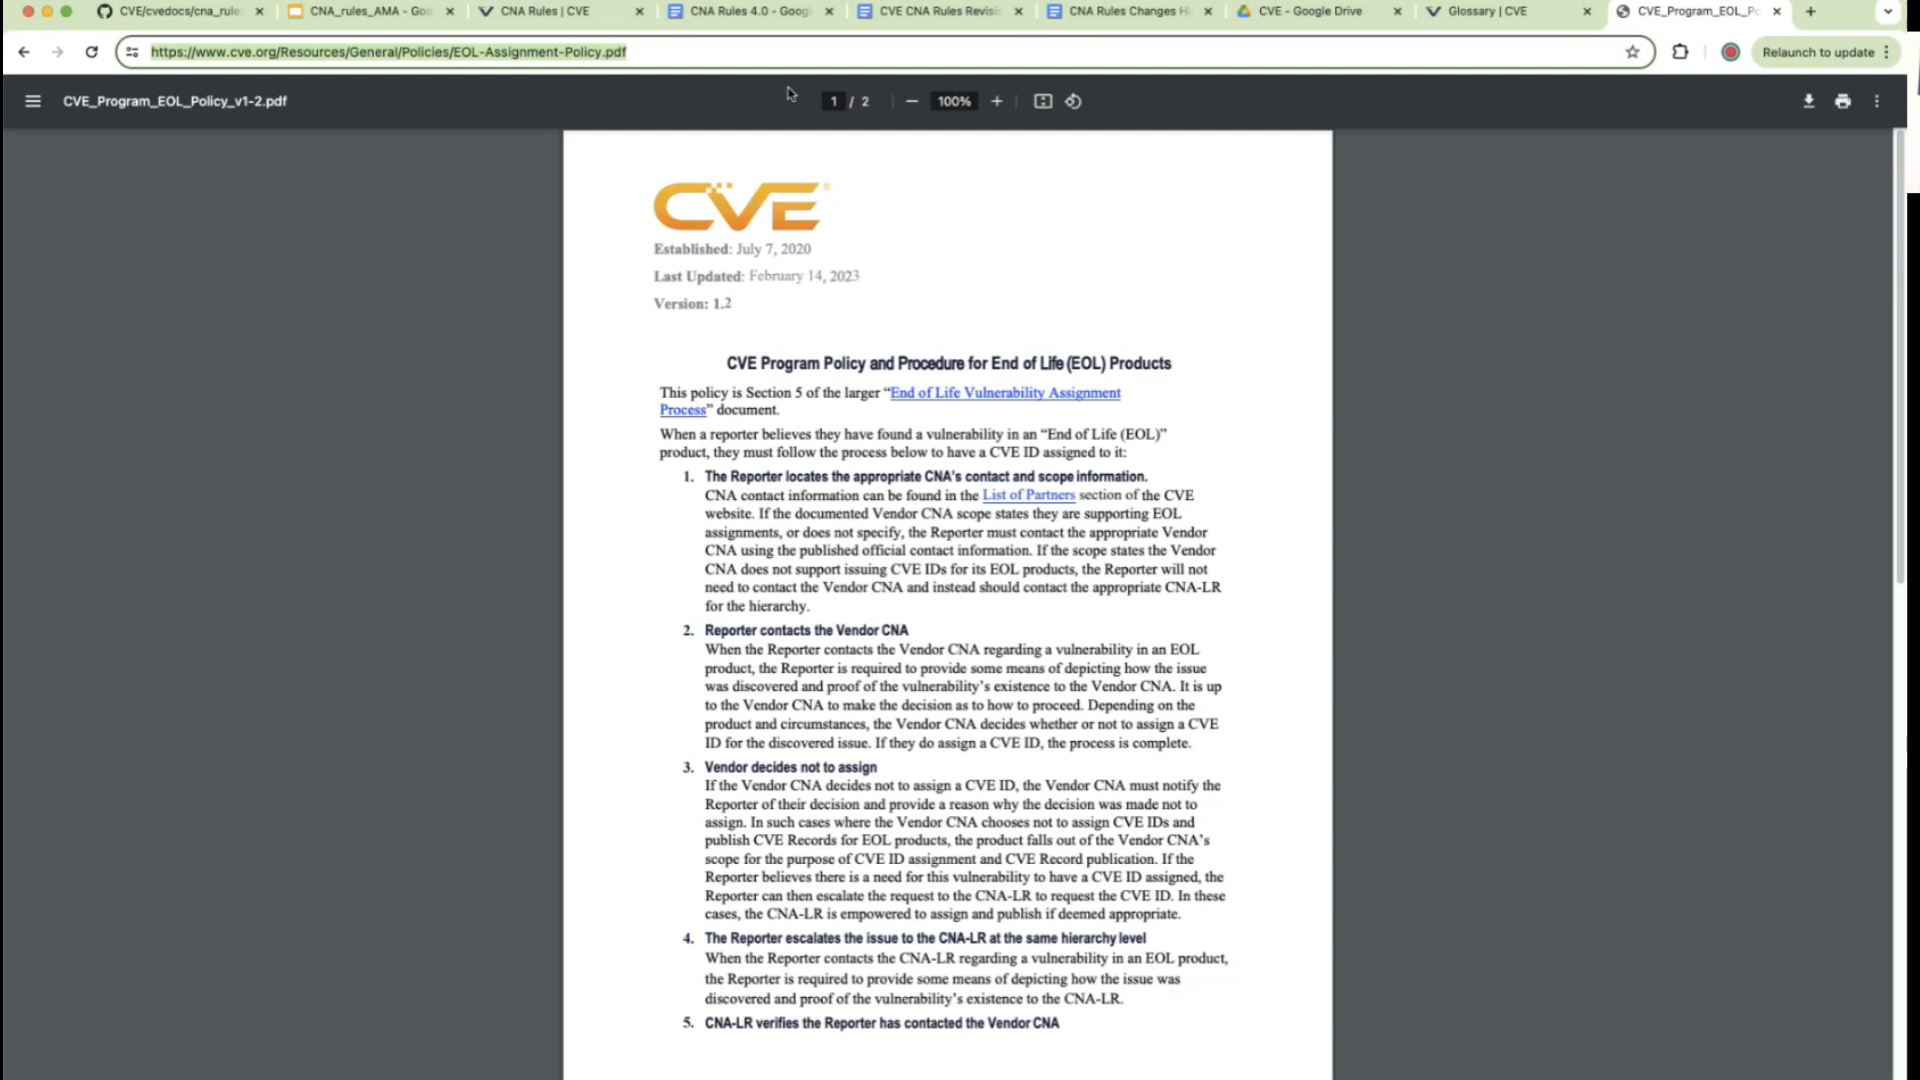 CVE/cvedocs/cna_rule
CNA_rules_AMA - Goo
CNA Rules | CVE
CNA Rules 4.0 - Googl
CVE CNA Rules Revisi
CNA Rules Changes Hi
CVE - Google Drive
Glossary | CVE
CVE_Program_EOL_Po
https://www.cve.org/Resources/General/Policies/EOL-Assignment-Policy.pdf
Relaunch to update
CVE_Program_EOL_Policy_v1-2.pdf
1 / 2
100%
CVE®
Established: July 7, 2020
Last Updated: February 14, 2023
Version: 1.2
CVE Program Policy and Procedure for End of Life (EOL) Products
This policy is Section 5 of the larger “End of Life Vulnerability Assignment
Process” document.
When a reporter believes they have found a vulnerability in an “End of Life (EOL)”
product, they must follow the process below to have a CVE ID assigned to it:
1. The Reporter locates the appropriate CNA's contact and scope information.
CNA contact information can be found in the List of Partners section of the CVE
website. If the documented Vendor CNA scope states they are supporting EOL
assignments, or does not specify, the Reporter must contact the appropriate Vendor
CNA using the published official contact information. If the scope states the Vendor
CNA does not support issuing CVE IDs for its EOL products, the Reporter will not
need to contact the Vendor CNA and instead should contact the appropriate CNA-LR
for the hierarchy.
2. Reporter contacts the Vendor CNA
When the Reporter contacts the Vendor CNA regarding a vulnerability in an EOL
product, the Reporter is required to provide some means of depicting how the issue
was discovered and proof of the vulnerability’s existence to the Vendor CNA. It is up
to the Vendor CNA to make the decision as to how to proceed. Depending on the
product and circumstances, the Vendor CNA decides whether or not to assign a CVE
ID for the discovered issue. If they do assign a CVE ID, the process is complete.
3. Vendor decides not to assign
If the Vendor CNA decides not to assign a CVE ID, the Vendor CNA must notify the
Reporter of their decision and provide a reason why the decision was made not to
assign. In such cases where the Vendor CNA chooses not to assign CVE IDs and
publish CVE Records for EOL products, the product falls out of the Vendor CNA’s
scope for the purpose of CVE ID assignment and CVE Record publication. If the
Reporter believes there is a need for this vulnerability to have a CVE ID assigned, the
Reporter can then escalate the request to the CNA-LR to request the CVE ID. In these
cases, the CNA-LR is empowered to assign and publish if deemed appropriate.
4. The Reporter escalates the issue to the CNA-LR at the same hierarchy level
When the Reporter contacts the CNA-LR regarding a vulnerability in an EOL product,
the Reporter is required to provide some means of depicting how the issue was
discovered and proof of the vulnerability’s existence to the CNA-LR.
5. CNA-LR verifies the Reporter has contacted the Vendor CNA